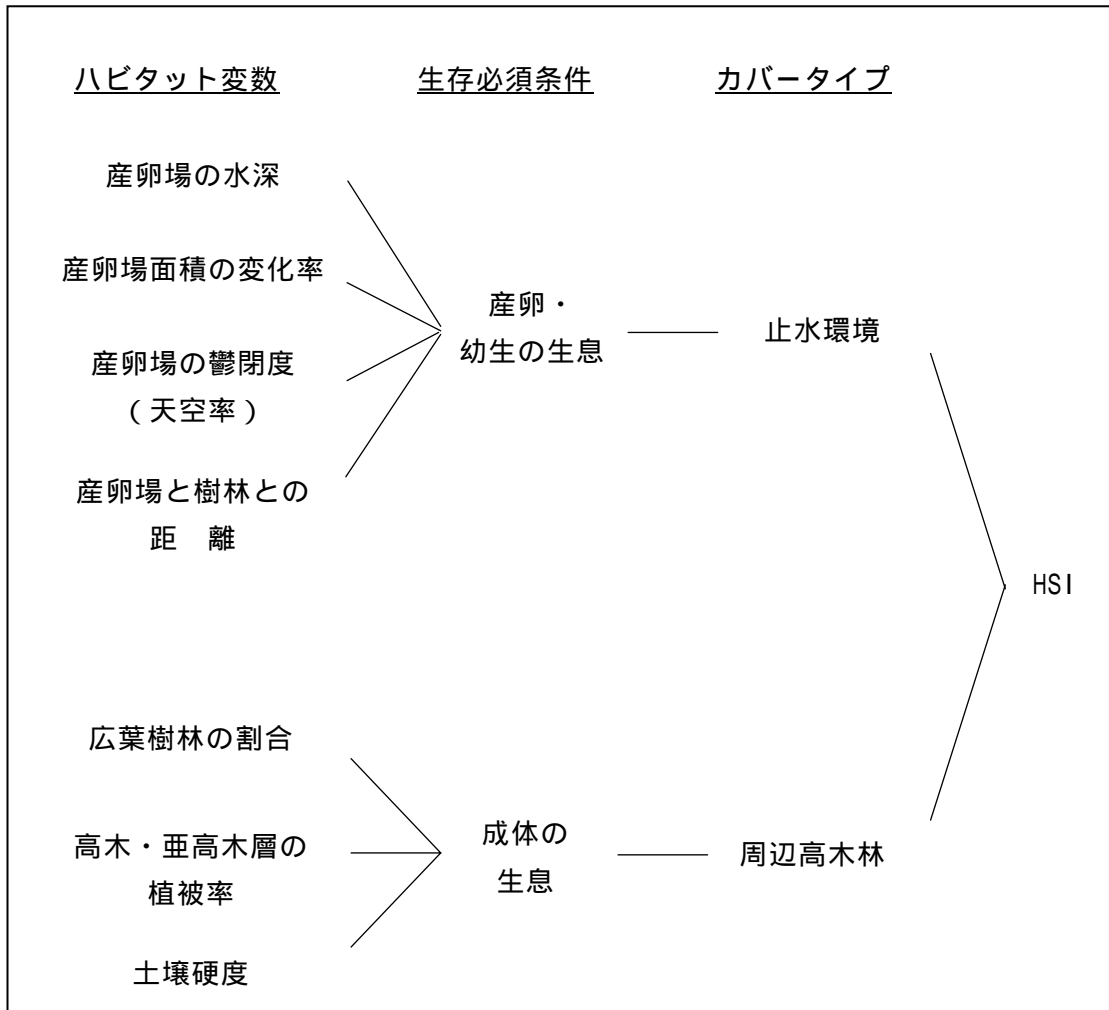 ハビタット変数 生存必須条件 カバータイプ
産卵場の水深
産卵場面積の変化率
産卵場の鬱閉度
(天空率)
産卵場と樹林との
距 離
産卵・
幼生の生息
止水環境
HSI
広葉樹林の割合
高木・亜高木層の
植被率
土壌硬度
成体の
生息
周辺高木林